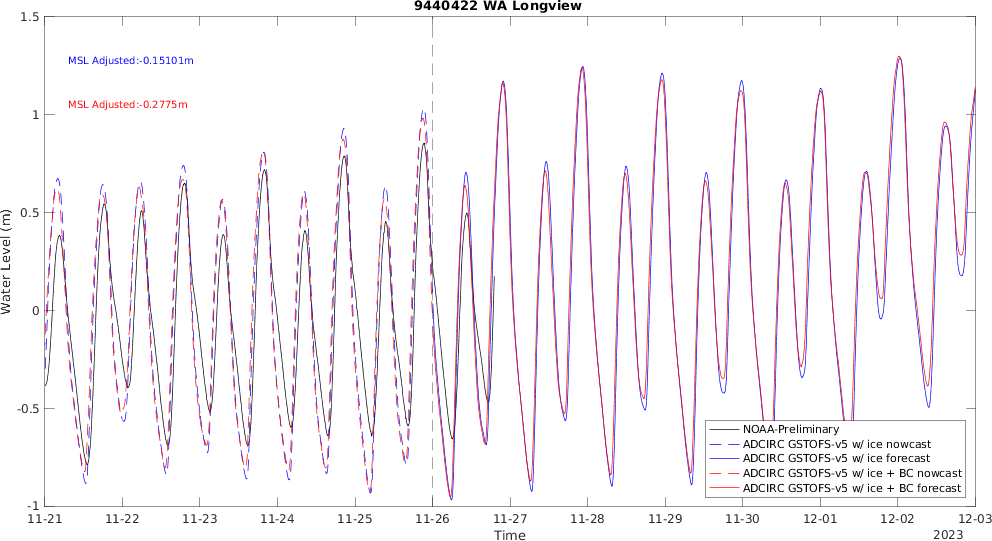 9440422 WA Longview
1.5
MSL Adjusted:-0.15101m
MSL Adjusted:-0.2775m
1
0.5
0
-0.5
-1
Water Level (m)
NOAA-Preliminary
ADCIRC GSTOFS-v5 w/ ice nowcast
ADCIRC GSTOFS-v5 w/ ice forecast
ADCIRC GSTOFS-v5 w/ ice + BC nowcast
ADCIRC GSTOFS-v5 w/ ice + BC forecast
11-21 11-22 11-23 11-24 11-25 11-26 11-27 11-28 11-29 11-30 12-01 12-02 12-03
Time
2023